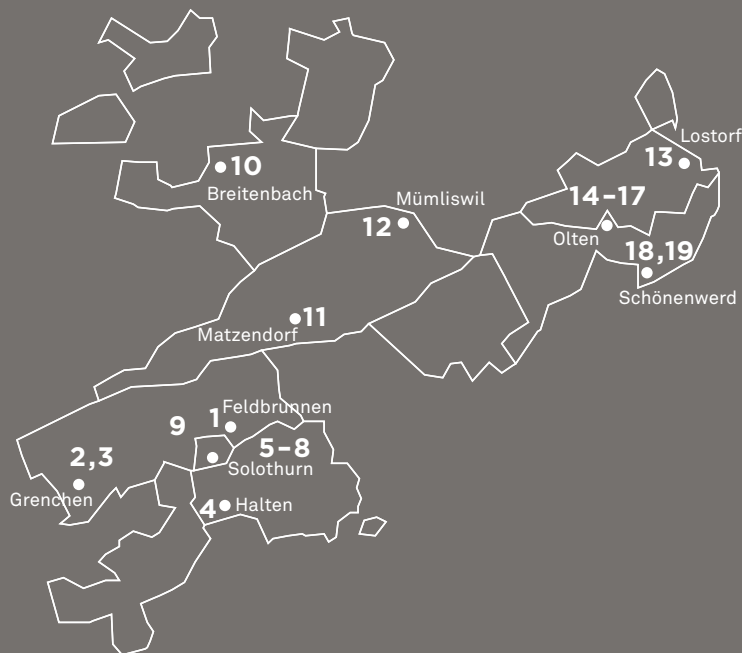 Lostorf
13
10
Breitenbach
14–17
Mümliswil
12
Olten
18,19
Schönenwerd
11
Matzendorf
Feldbrunnen
1
9
5–8
Solothurn
2,3
Grenchen
4
Halten